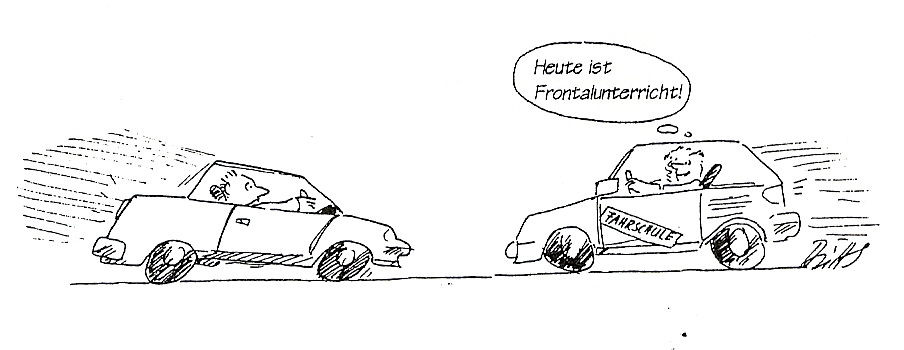 Heute ist
Frontalunterricht!
FAHRSCHULE